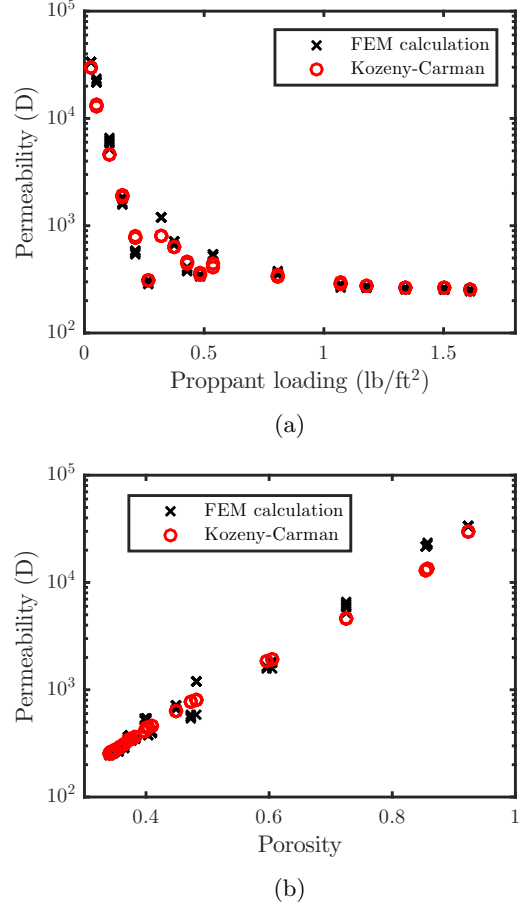 10^5
FEM calculation
Kozeny-Carman
10^4
Permeability (D)
10^3
10^2
0 0.5 1 1.5
Proppant loading (lb/ft^2)
(a)
10^5
FEM calculation
Kozeny-Carman
10^4
Permeability (D)
10^3
10^2
0.4 0.6 0.8 1
Porosity
(b)